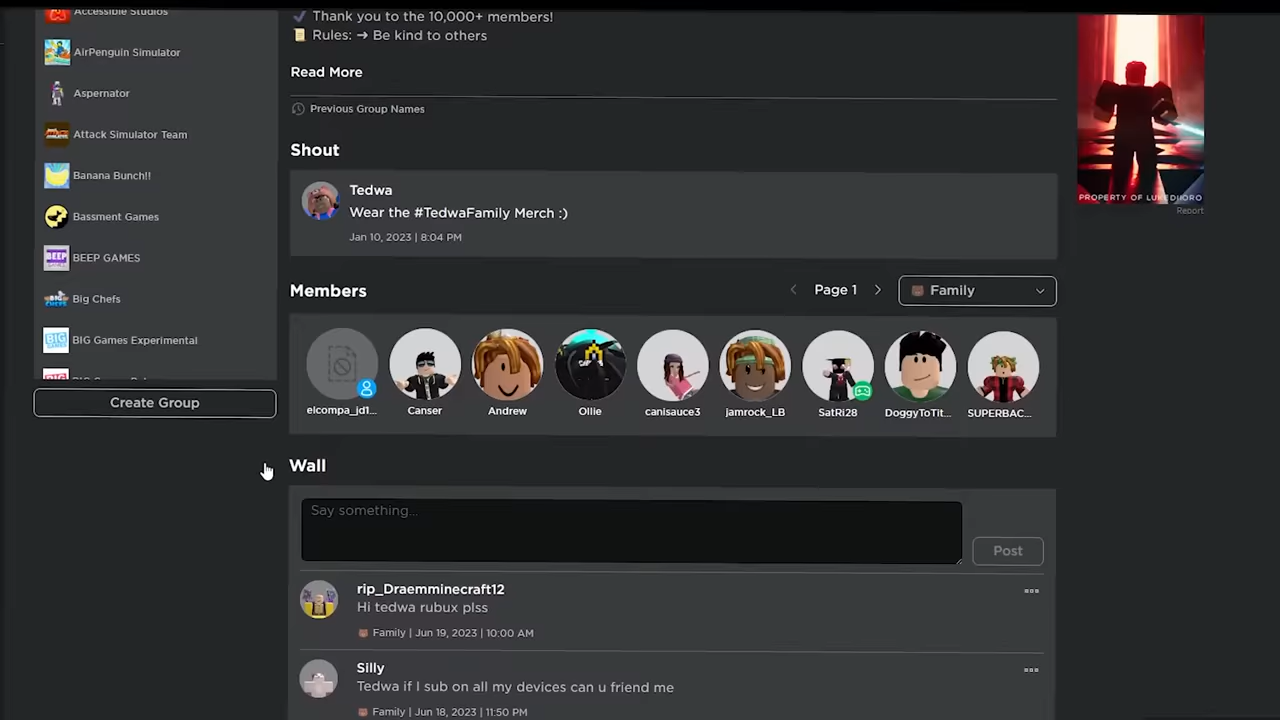 Accessible Studios
AirPenguin Simulator
Aspernator
Attack Simulator Team
Banana Bunch!!
Bassment Games
BEEP GAMES
Big Chefs
BIG Games Experimental
Create Group
Thank you to the 10,000+ members!
Rules: → Be kind to others
Read More
Previous Group Names
Shout
Tedwa
Wear the #TedwaFamily Merch :)
Jan 10, 2023 | 8:04 PM
Members
Page 1
Family
elcompa_jd1...
Canser
Andrew
Ollie
canisauce3
jamrock_LB
SatRi28
DoggyToTit...
SUPERBAC...
Wall
Say something...
Post
rip_Draemminecraft12
Hi tedwa rubux plss
Family | Jun 19, 2023 | 10:00 AM
Silly
Tedwa if I sub on all my devices can u friend me
Family | Jun 18, 2023 | 11:50 PM
PROPERTY OF LUKEDIIORO
Report